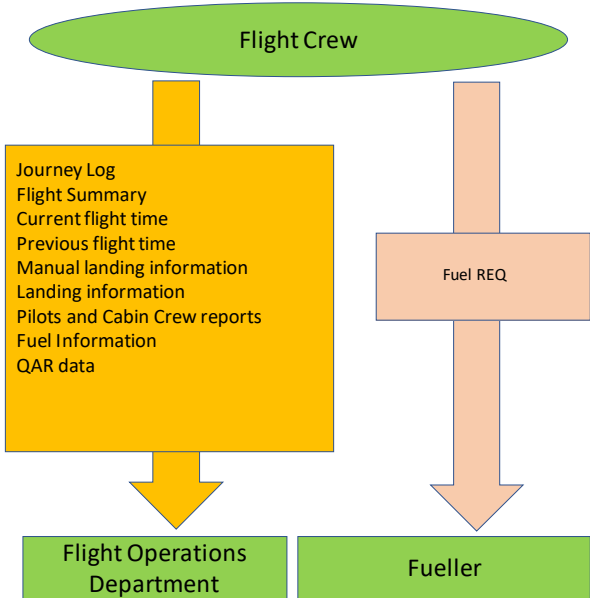 Flight Crew
Journey Log
Flight Summary
Current flight time
Previous flight time
Manual landing information
Landing information
Pilots and Cabin Crew reports
Fuel Information
QAR data
Fuel REQ
Flight Operations
Department
Fueller